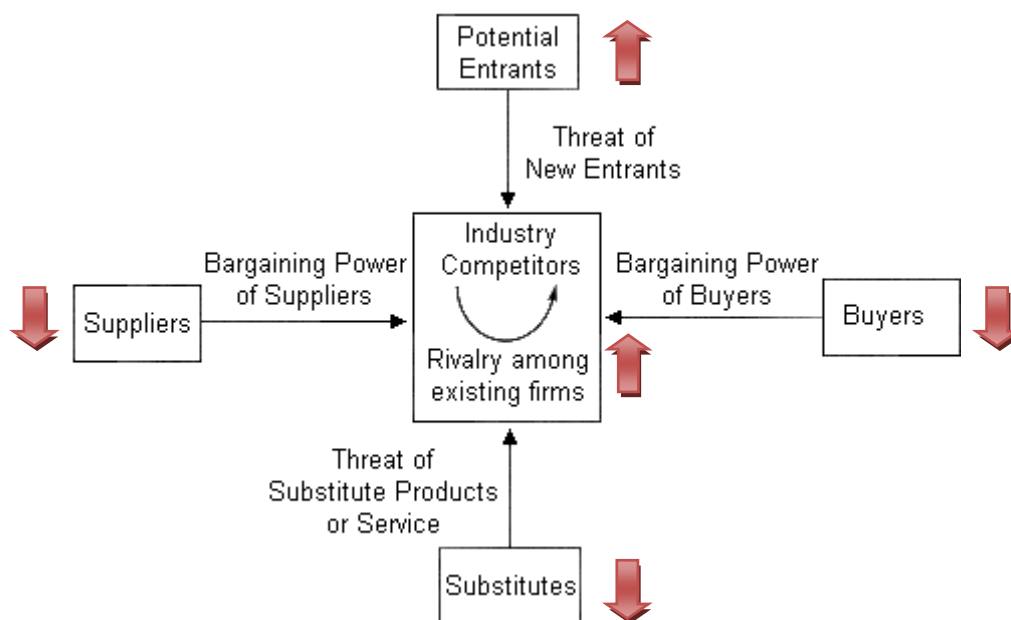 Potential
Entrants
Threat of
New Entrants
Industry
Competitors
Bargaining Power
of Suppliers
Bargaining Power
of Buyers
Suppliers
Buyers
Rivalry among
existing firms
Threat of
Substitute Products
or Service
Substitutes